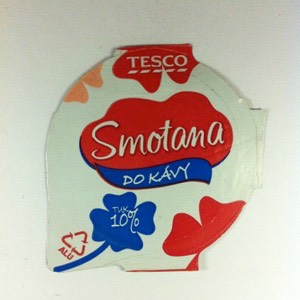 TESCO
Smotana
DO KÁVY
TUK
10%
ALU